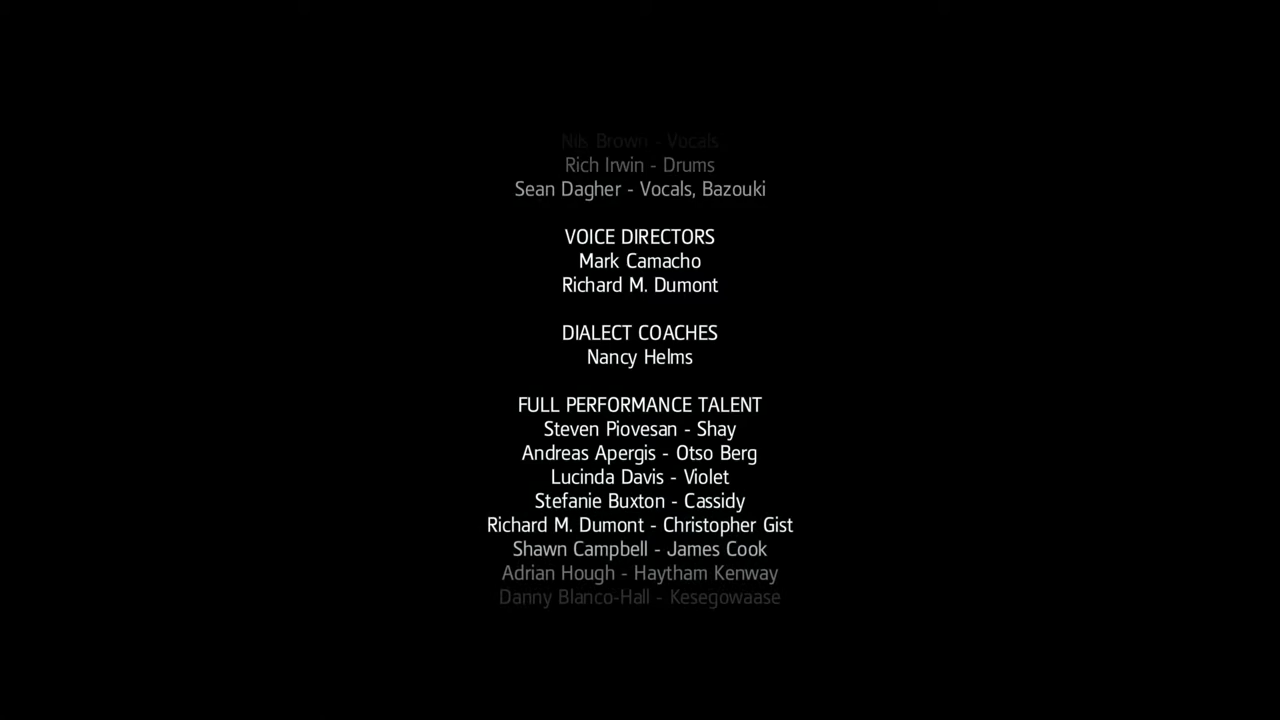 Nils Brown - Vocals
Rich Irwin - Drums
Sean Dagher - Vocals, Bazouki
VOICE DIRECTORS
Mark Camacho
Richard M. Dumont
DIALECT COACHES
Nancy Helms
FULL PERFORMANCE TALENT
Steven Piovesan - Shay
Andreas Apergis - Otso Berg
Lucinda Davis - Violet
Stefanie Buxton - Cassidy
Richard M. Dumont - Christopher Gist
Shawn Campbell - James Cook
Adrian Hough - Haytham Kenway
Danny Blanco-Hall - Kesegowaase